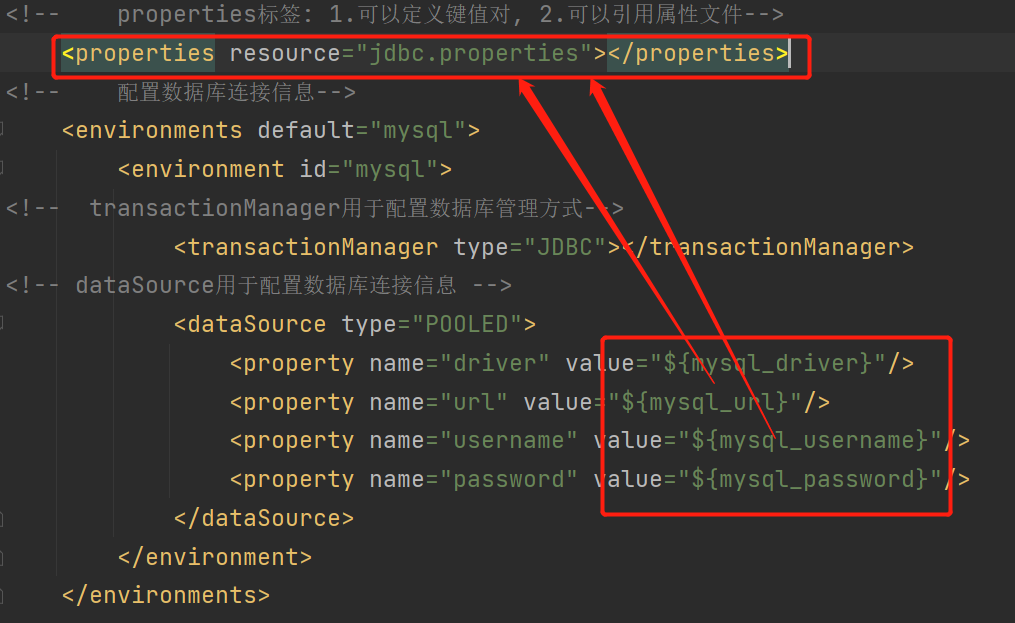 <!--    properties标签: 1.可以定义键值对, 2.可以引用属性文件-->
<properties resource="jdbc.properties"></properties>
<!--    配置数据库连接信息-->
<environments default="mysql">
<environment id="mysql">
<!--  transactionManager用于配置数据库管理方式-->
<transactionManager type="JDBC"></transactionManager>
<!-- dataSource用于配置数据库连接信息 -->
<dataSource type="POOLED">
<property name="driver" value="${mysql_driver}"/>
<property name="url" value="${mysql_url}"/>
<property name="username" value="${mysql_username}"/>
<property name="password" value="${mysql_password}"/>
</dataSource>
</environment>
</environments>